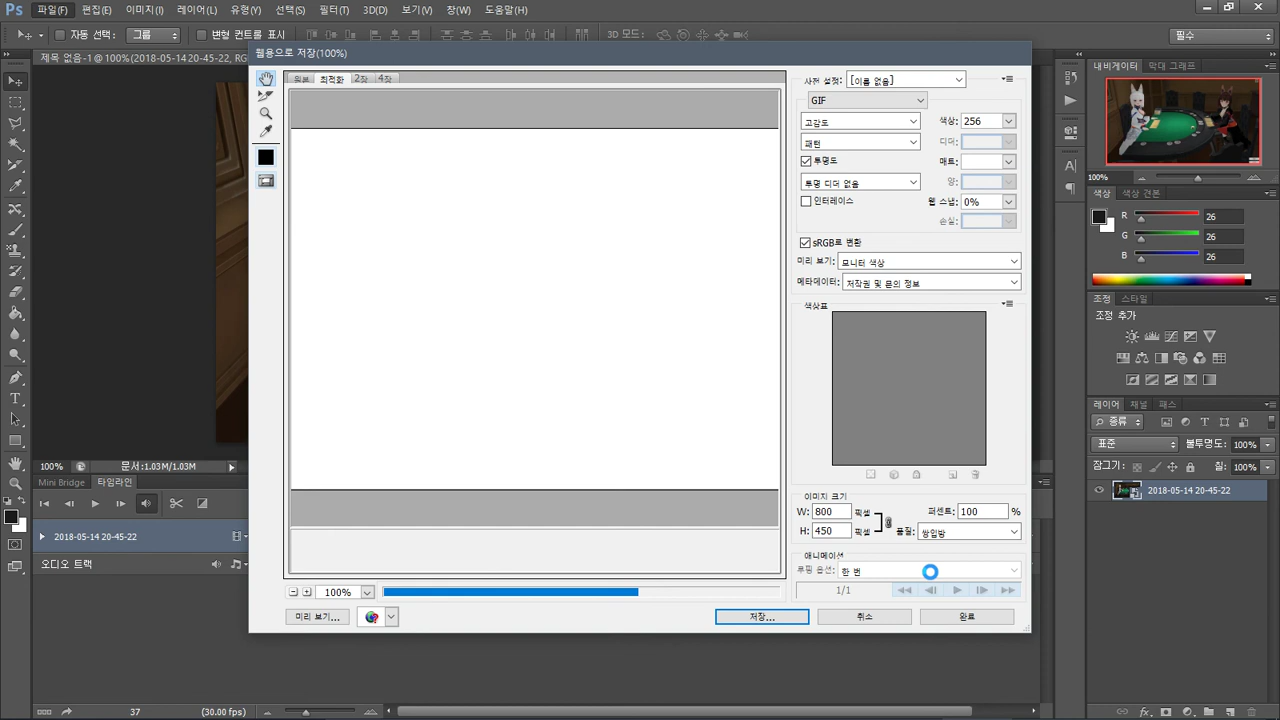 Ps 파일(F) 편집(E) 이미지(I) 레이어(L) 유형(Y) 선택(S) 필터(T) 3D(D) 보기(V) 창(W) 도움말(H)
자동 선택: 그룹 변형 컨트롤 표시 3D 모드: 필수
제목 없음-1 @ 100%(2018-05-14 20-45-22, RG
웹용으로 저장(100%)
원본 최적화 2장 4장
사전 설정: [이름 없음]
GIF
고감도 색상: 256
패턴 디더:
투명도 매트:
투명 디더 없음 양:
인터레이스 웹 스냅: 0%
손실:
sRGB로 변환
미리 보기: 모니터 색상
메타데이터: 저작권 및 문의 정보
색상표
이미지 크기
W: 800 픽셀 퍼센트: 100 %
H: 450 픽셀 품질: 쌍입방
애니메이션
루핑 옵션: 한 번
1/1
100%
미리 보기... 저장... 취소 완료
내비게이터 막대 그래프
100%
색상 색상 견본
R 26
G 26
B 26
조정 스타일
조정 추가
레이어 채널 패스
종류
표준 불투명도: 100%
잠그기: 칠: 100%
2018-05-14 20-45-22
100% 문서:1.03M/1.03M
Mini Bridge 타임라인
2018-05-14 20-45-22
오디오 트랙
37 (30.00 fps)
fx